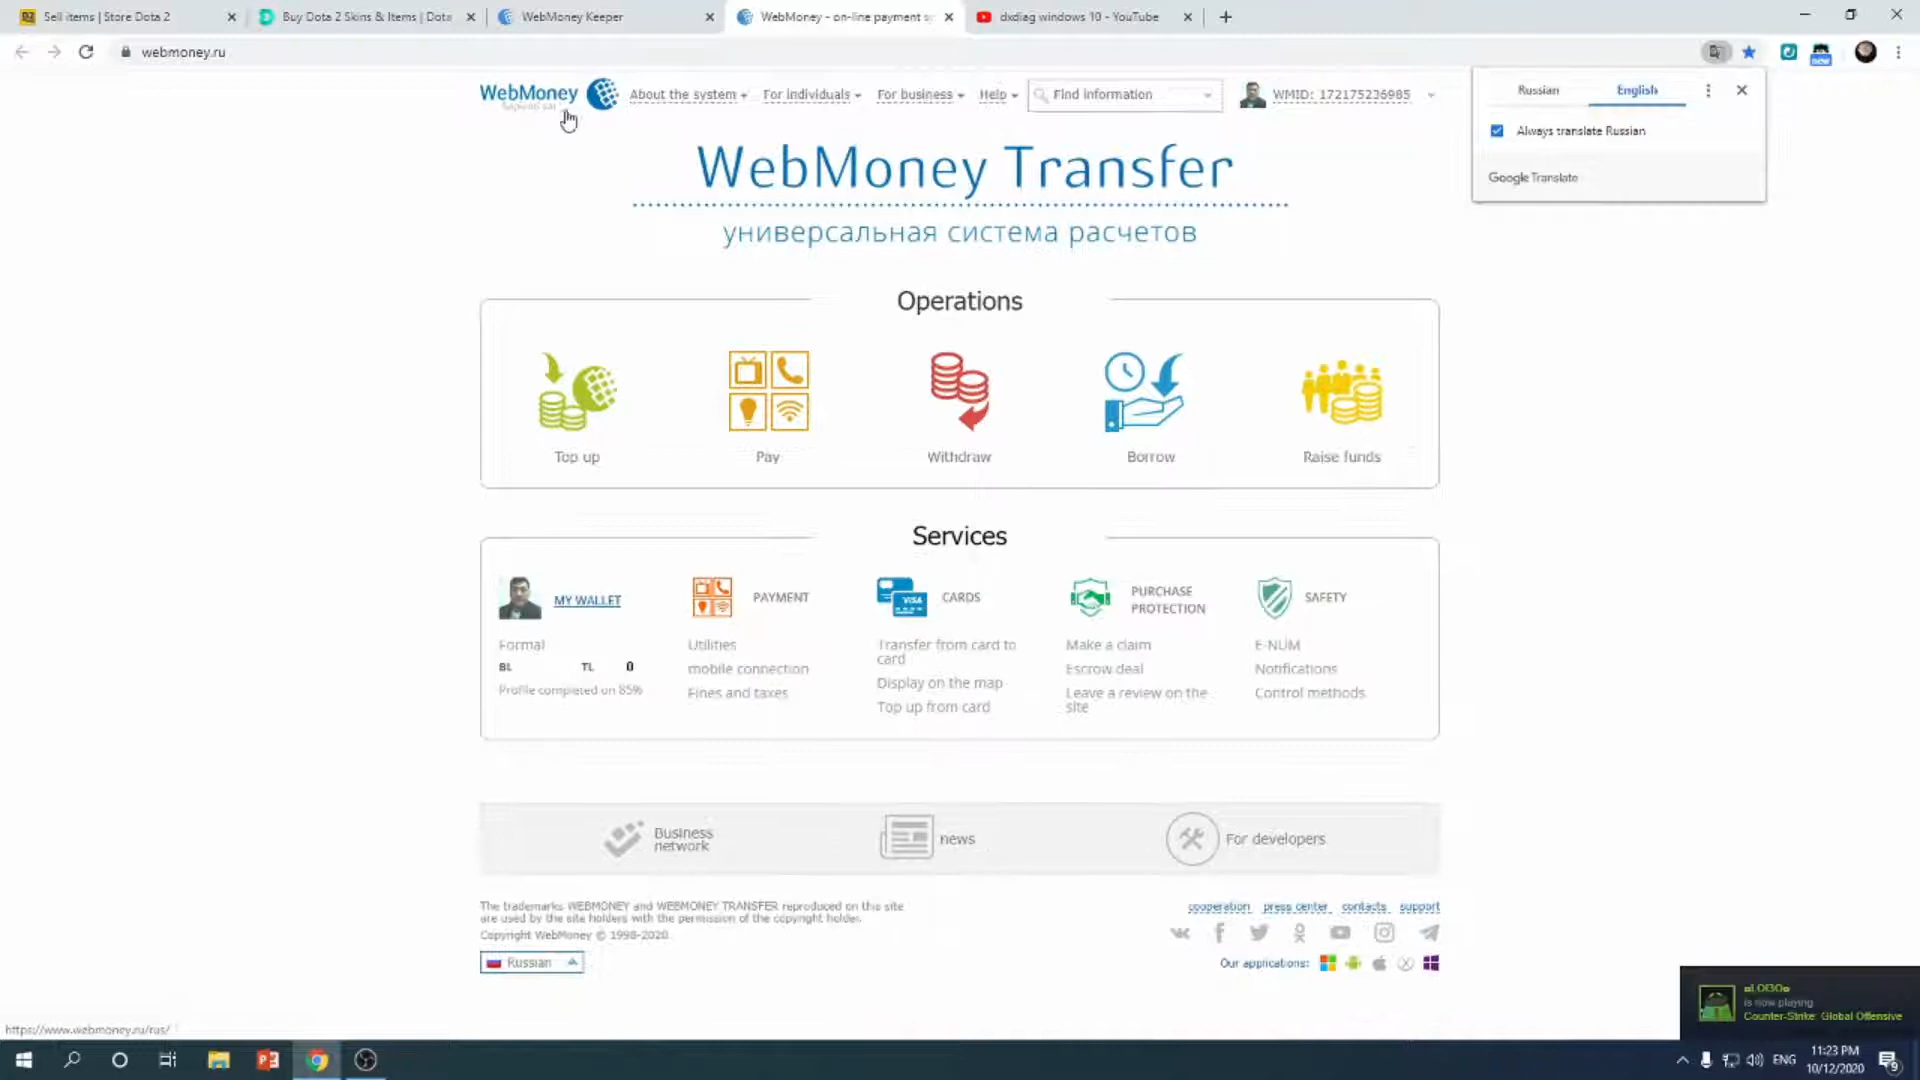 Sell items | Store Dota 2
Buy Dota 2 Skins & Items | Dota
WebMoney Keeper
WebMoney - on-line payment s
dxdiag windows 10 - YouTube
webmoney.ru
WebMoney
About the system
For individuals
For business
Help
Find information
WMID: 172175236985
Russian
English
Always translate Russian
Google Translate
WebMoney Transfer
универсальная система расчетов
Operations
Top up
Pay
Withdraw
Borrow
Raise funds
Services
MY WALLET
Formal
BL TL 0
Profile completed on 85%
PAYMENT
Utilities
mobile connection
Fines and taxes
VISA
CARDS
Transfer from card to
card
Display on the map
Top up from card
PURCHASE
PROTECTION
Make a claim
Escrow deal
Leave a review on the
site
SAFETY
E-NUM
Notifications
Control methods
Business
network
news
For developers
The trademarks WEBMONEY and WEBMONEY TRANSFER reproduced on this site
are used by the site holders with the permission of the copyright holder.
Copyright WebMoney © 1998-2020
Russian
cooperation press center contacts support
Our applications:
is now playing
Counter-Strike: Global Offensive
https://www.webmoney.ru/rus/
ENG
11:23 PM
10/12/2020